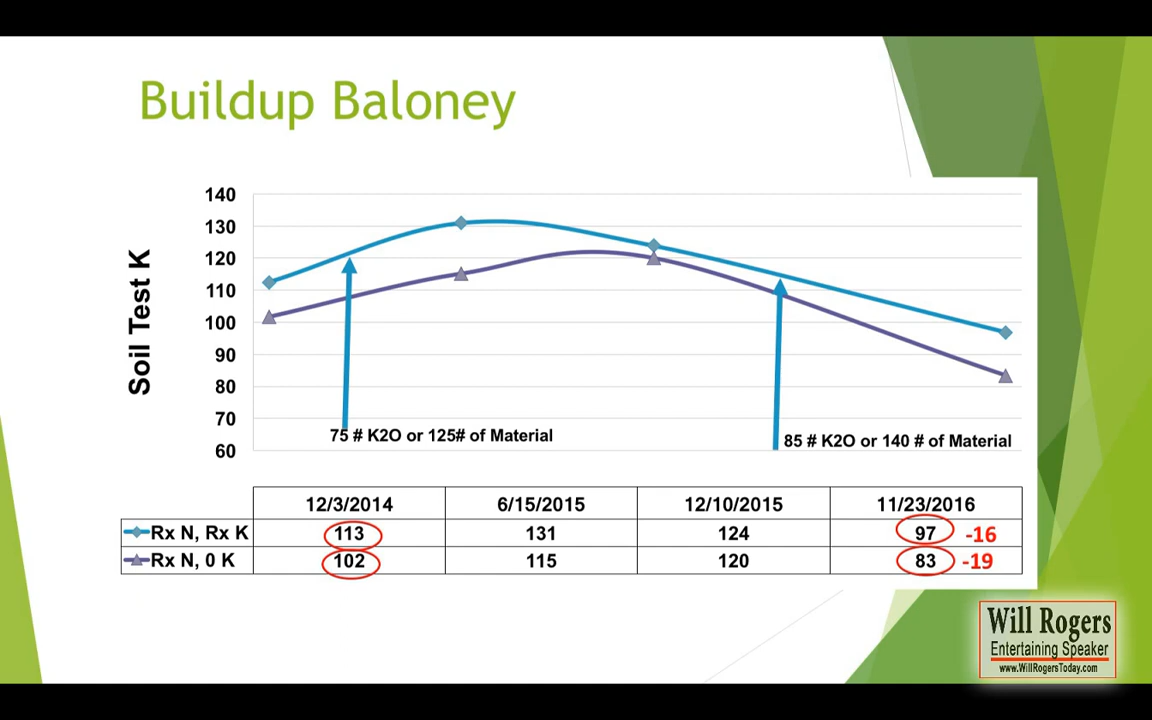 Buildup Baloney
140
130
120
110
100
90
80
70
60
Soil Test K
75 # K2O or 125# of Material
85 # K2O or 140 # of Material
12/3/2014 6/15/2015 12/10/2015 11/23/2016
Rx N, Rx K 113 131 124 97 -16
Rx N, 0 K 102 115 120 83 -19
Will Rogers
Entertaining Speaker
www.WillRogersToday.com